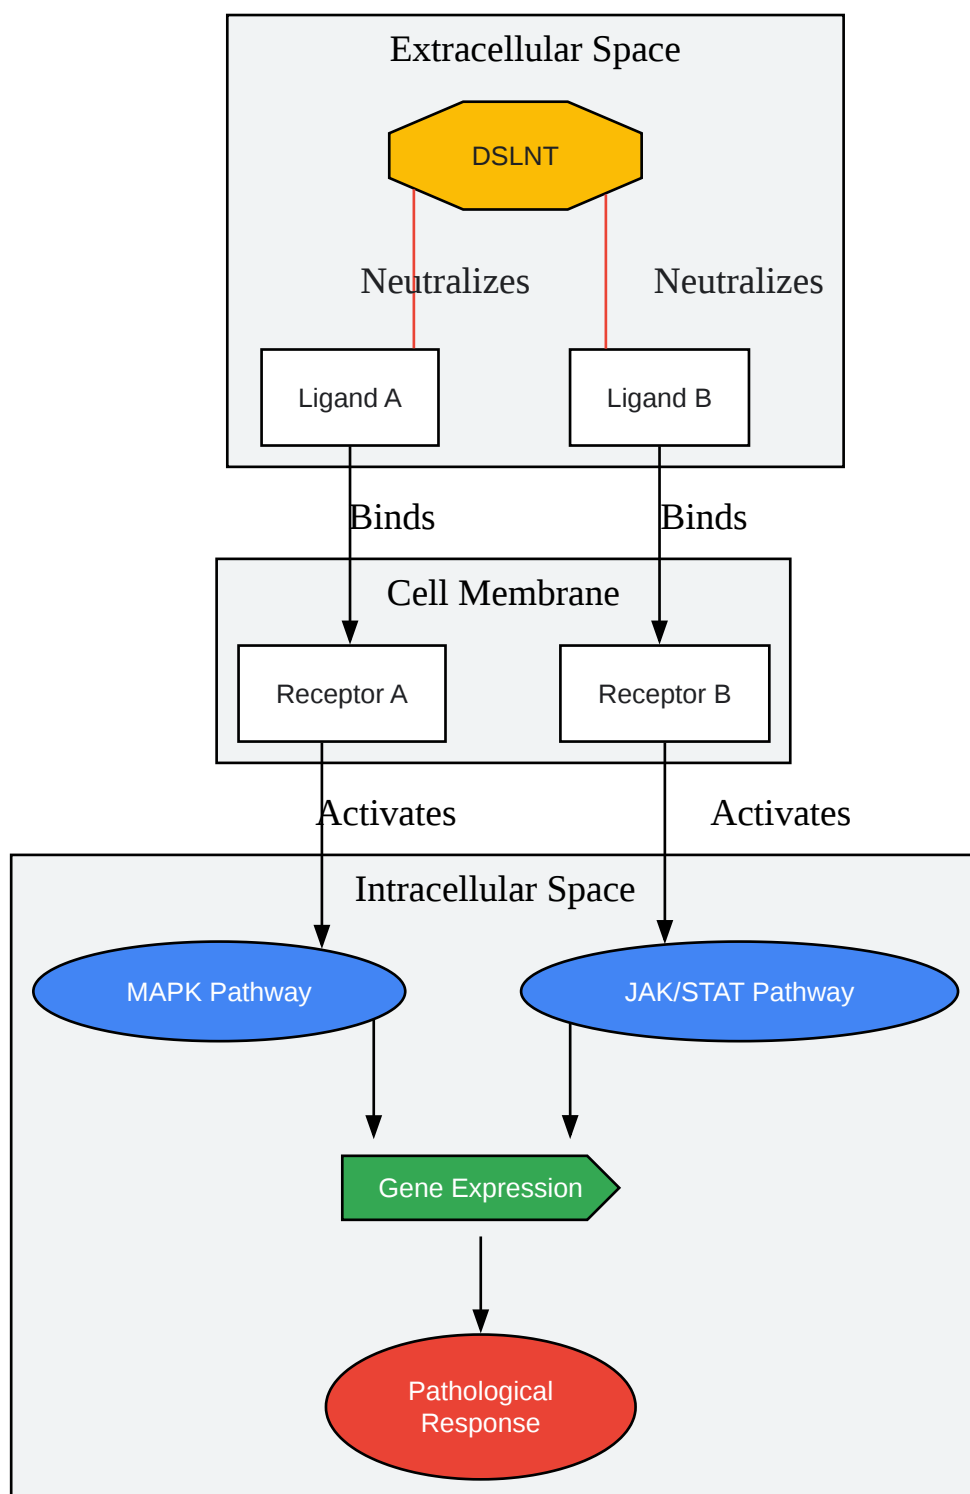 Extracellular Space
DSLNT
Neutralizes
Neutralizes
Ligand A
Ligand B
Binds
Binds
Cell Membrane
Receptor A
Receptor B
Activates
Activates
Intracellular Space
MAPK Pathway
JAK/STAT Pathway
Gene Expression
Pathological
Response